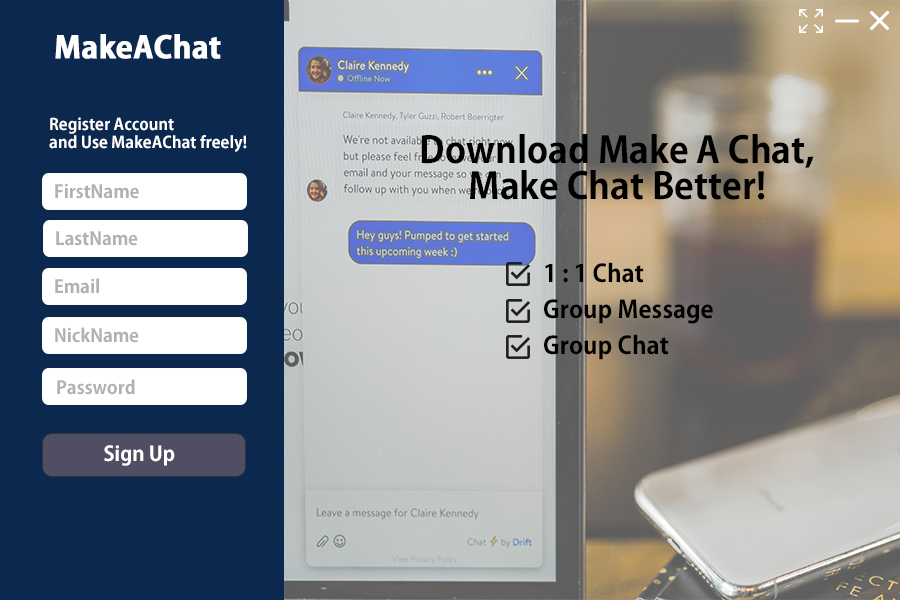 MakeAChat
Register Account
and Use MakeAChat freely!
FirstName
LastName
Email
NickName
Password
Sign Up
Claire Kennedy
Offline Now
Claire Kennedy, Tyler Guzzi, Robert Boerrigter
We're not available to chat right now,
but please feel free to leave your
email and your message so we can
follow up with you when we're back
Hey guys! Pumped to get started
this upcoming week :)
Download Make A Chat,
Make Chat Better!
1 : 1 Chat
Group Message
Group Chat
you
eo
ow
Leave a message for Claire Kennedy
Chat ⚡ by Drift
View Privacy Policy